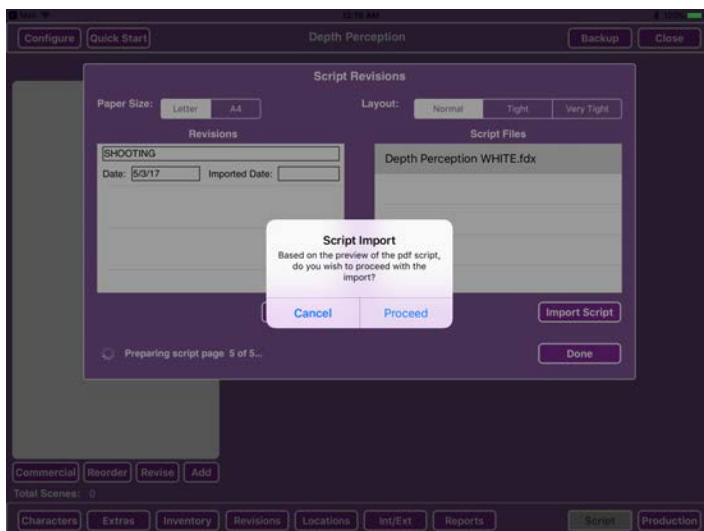 12:10 AM
100%
Configure Quick Start Depth Perception Backup Close
Script Revisions
Paper Size: Letter A4 Layout: Normal Tight Very Tight
Revisions Script Files
SHOOTING
Depth Perception WHITE.fdx
Date: 5/3/17 Imported Date:
Script Import
Based on the preview of the pdf script,
do you wish to proceed with the
import?
Cancel Proceed
Import Script
Preparing script page 5 of 5...
Done
Commercial Reorder Revise Add
Total Scenes: 0
Characters Extras Inventory Revisions Locations Int/Ext Reports Script Production